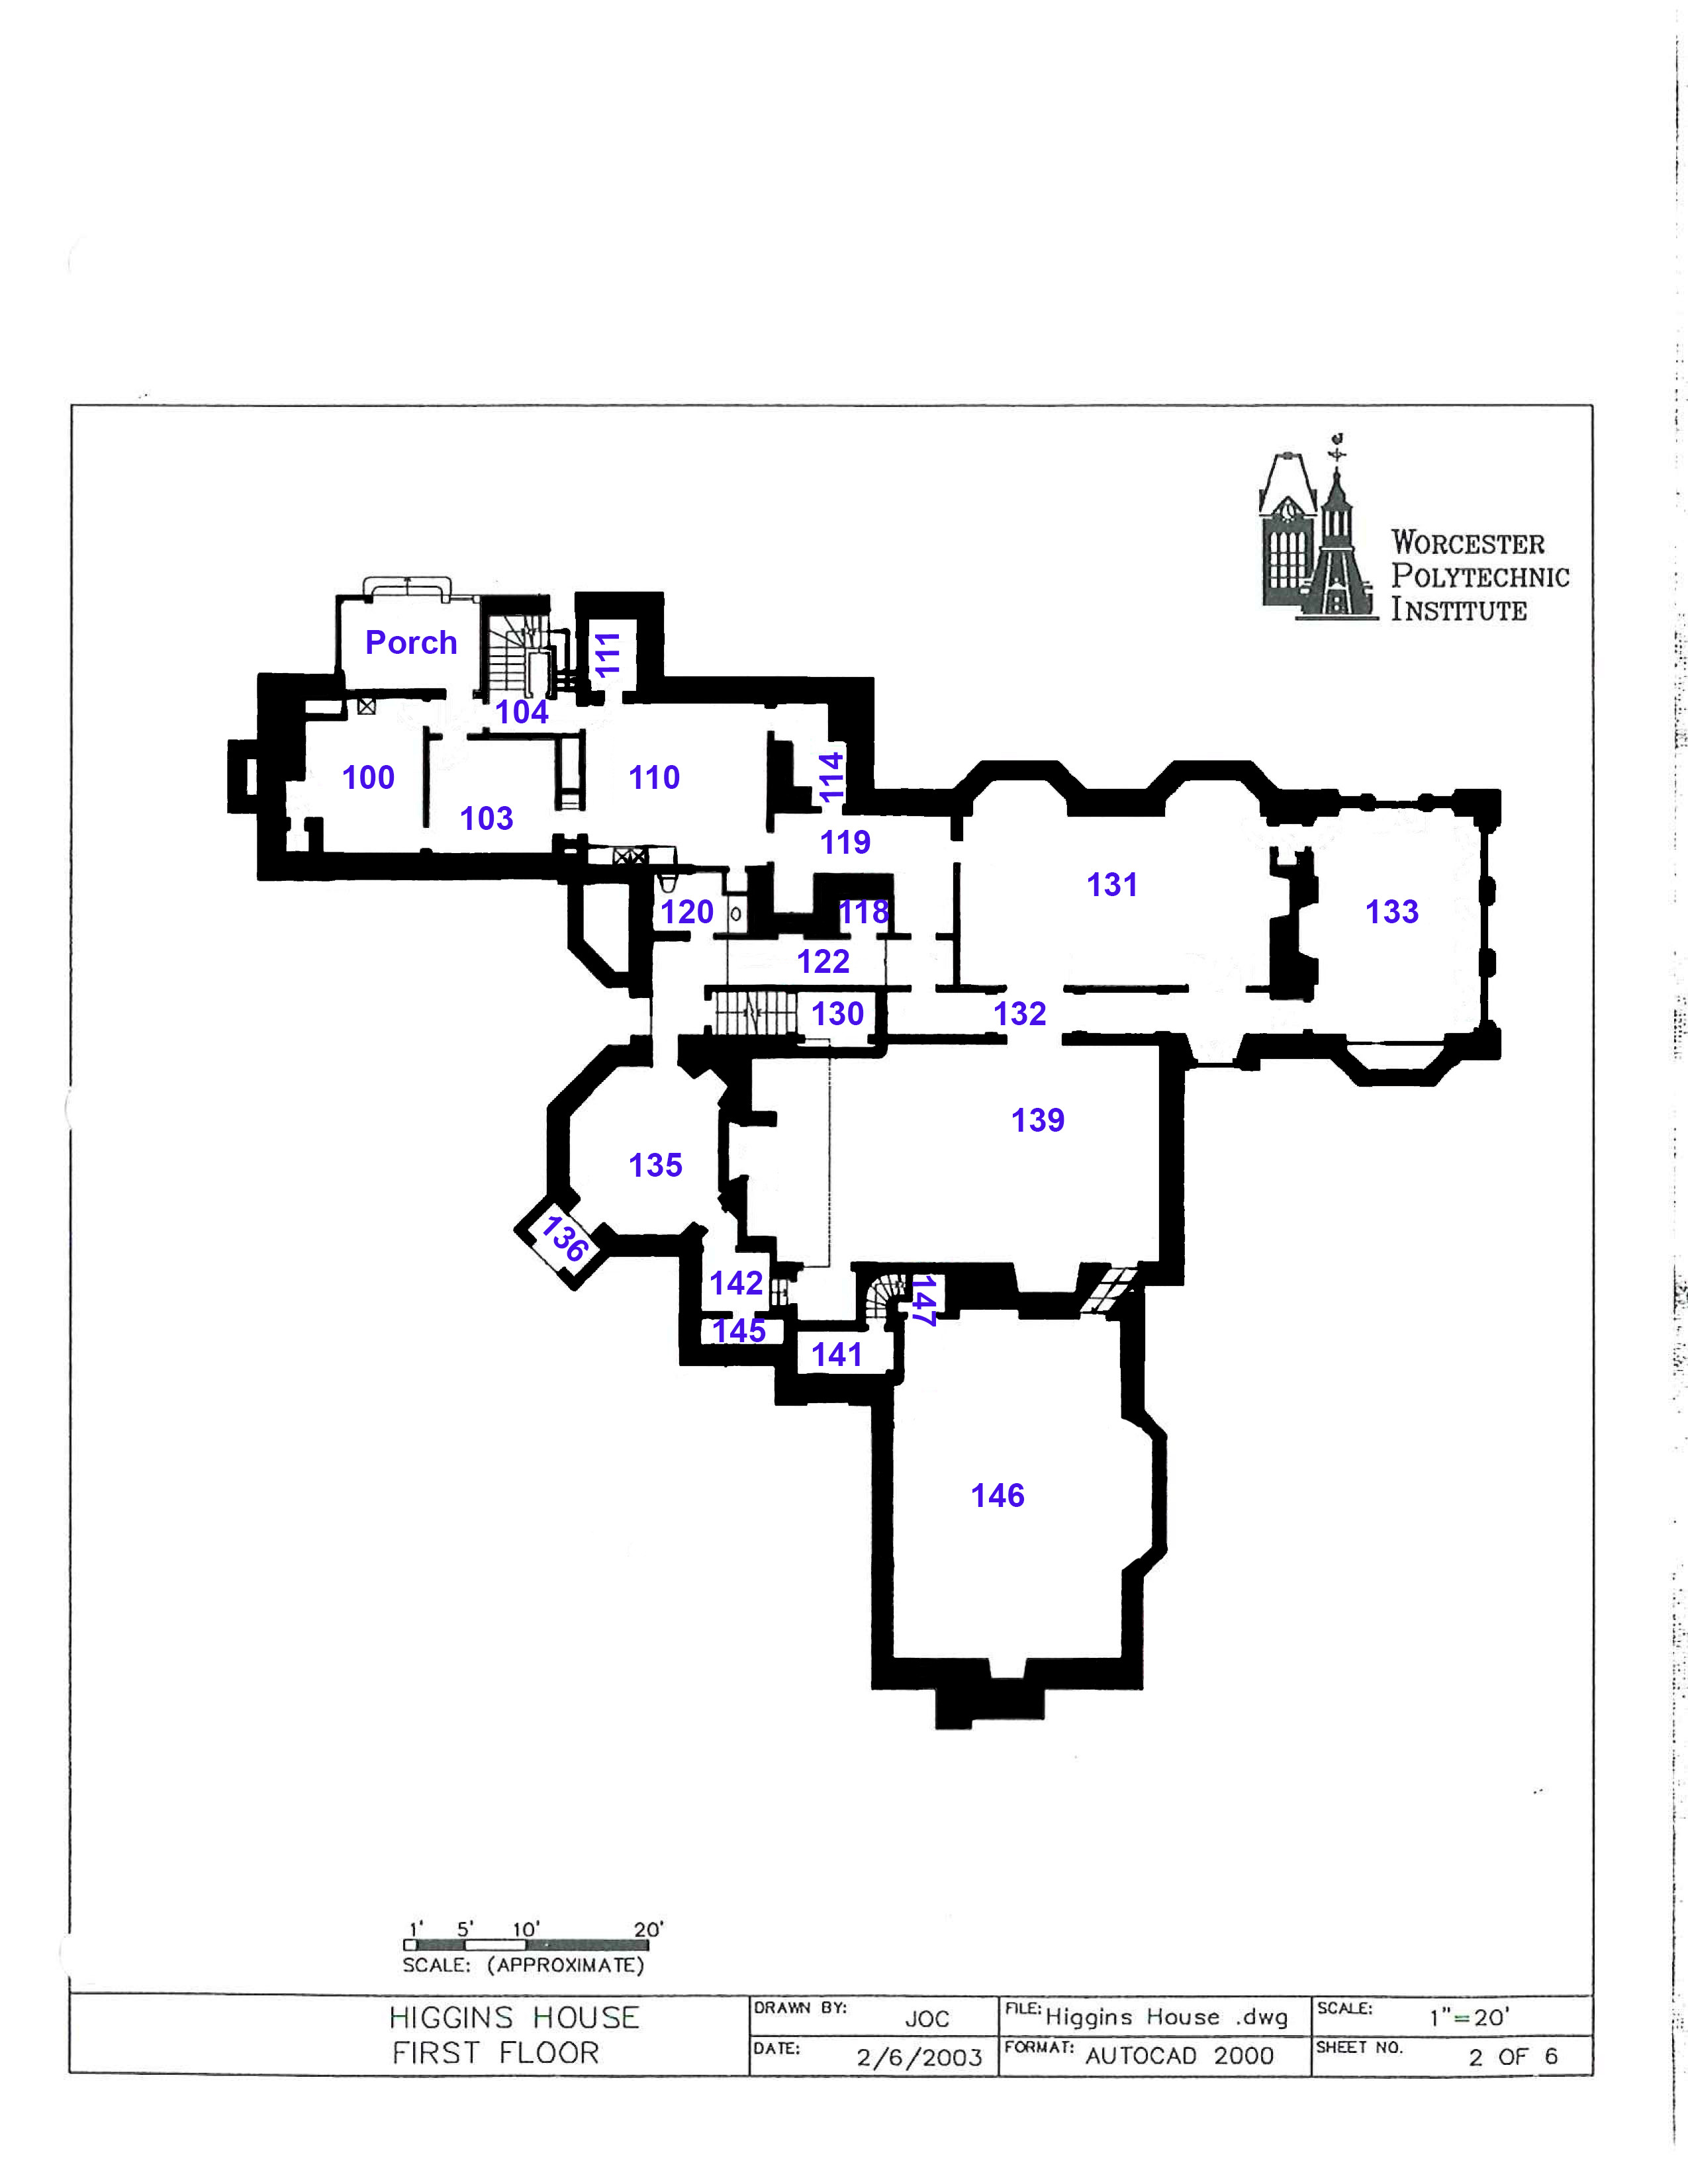 WORCESTER
POLYTECHNIC
INSTITUTE
Porch
111
104
100
110
114
103
119
131
120
118
133
122
130
132
139
135
136
142
147
145
141
146
1' 5' 10' 20'
SCALE: (APPROXIMATE)
HIGGINS HOUSE
FIRST FLOOR
DRAWN BY: JOC
DATE: 2/6/2003
FILE: Higgins House .dwg
FORMAT: AUTOCAD 2000
SCALE: 1"=20'
SHEET NO. 2 OF 6